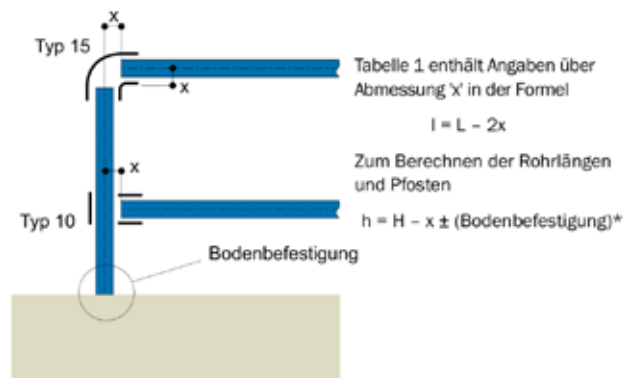 x
Typ 15
x
x
Typ 10
Bodenbefestigung
Tabelle 1 enthält Angaben über
Abmessung 'x' in der Formel
l = L – 2x
Zum Berechnen der Rohrlängen
und Pfosten
h = H – x ± (Bodenbefestigung)*